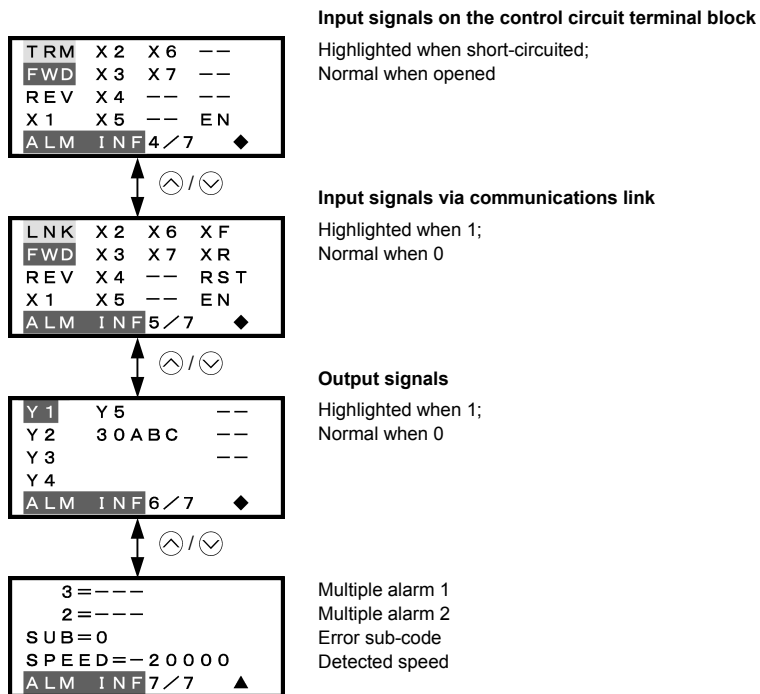 Input signals on the control circuit terminal block
TRM X2 X6 −−
FWD X3 X7 −−
REV X4 −− −−
X1 X5 −− EN
ALM INF 4/7 ◆
Highlighted when short-circuited;
Normal when opened
/
Input signals via communications link
LNK X2 X6 XF
FWD X3 X7 XR
REV X4 −− RST
X1 X5 −− EN
ALM INF 5/7 ◆
Highlighted when 1;
Normal when 0
/
Output signals
Y1 Y5 −−
Y2 30ABC −−
Y3 −−
Y4
ALM INF 6/7 ◆
Highlighted when 1;
Normal when 0
/
3=−−− Multiple alarm 1
2=−−− Multiple alarm 2
SUB=0 Error sub-code
SPEED=−20000 Detected speed
ALM INF 7/7 ▲